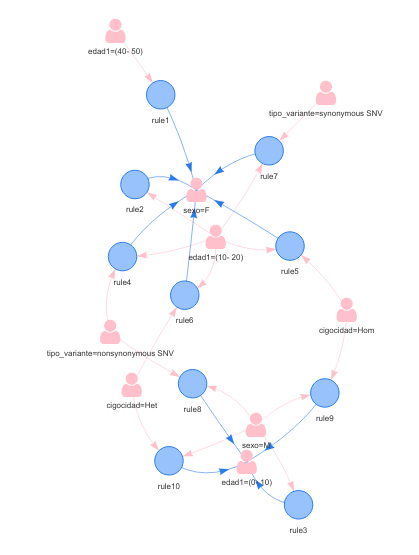 edad1=(40- 50)
rule1
tipo_variante=synonymous SNV
rule7
rule2
sexo=F
edad1=(10- 20)
rule4
rule5
rule6
cigocidad=Hom
tipo_variante=nonsynonymous SNV
cigocidad=Het
rule8
rule9
sexo=M
edad1=(0- 10)
rule10
rule3